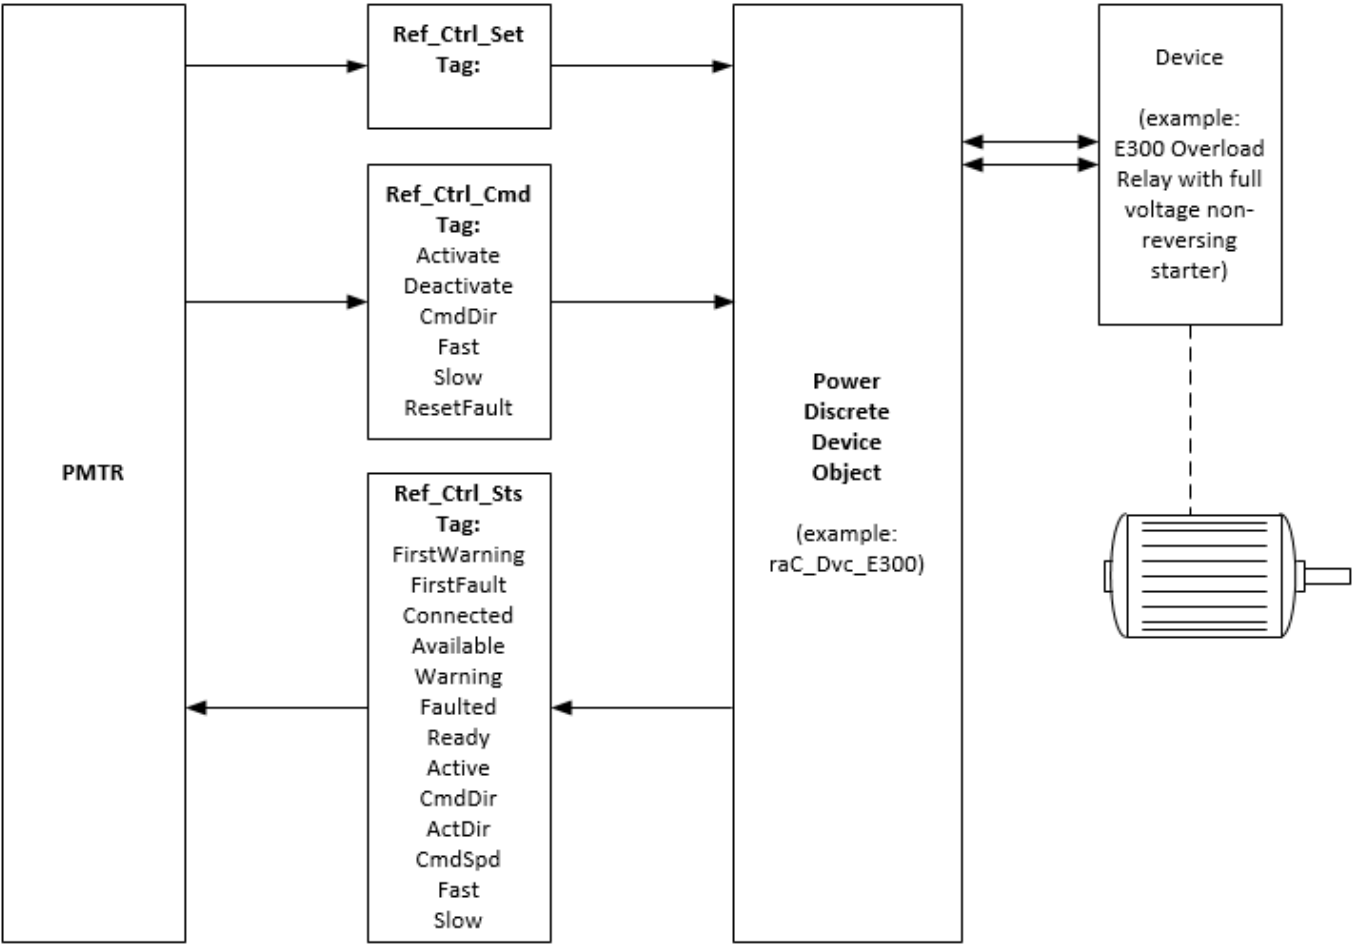 PMTR
Ref_Ctrl_Set
Tag:
Ref_Ctrl_Cmd
Tag:
Activate
Deactivate
CmdDir
Fast
Slow
ResetFault
Ref_Ctrl_Sts
Tag:
FirstWarning
FirstFault
Connected
Available
Warning
Faulted
Ready
Active
CmdDir
ActDir
CmdSpd
Fast
Slow
Power
Discrete
Device
Object
(example:
raC_Dvc_E300)
Device
(example:
E300 Overload
Relay with full
voltage non-
reversing
starter)